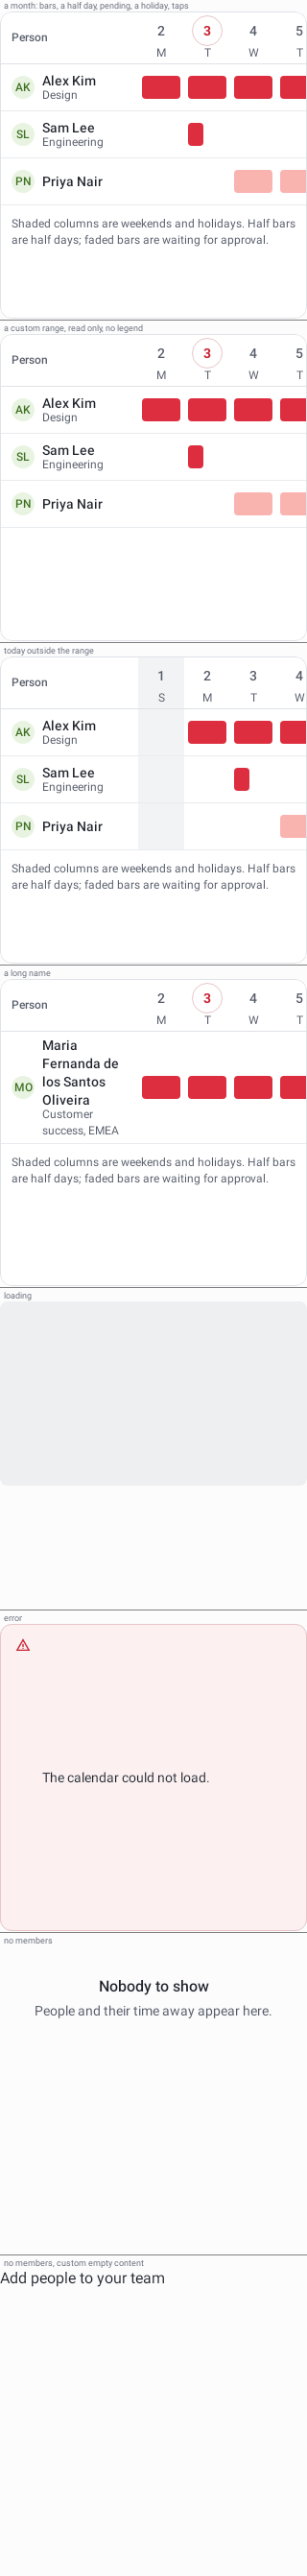 a month: bars, a half day, pending, a holiday, taps
Person 2 3 4 5
M T W T
AK Alex Kim
Design
SL Sam Lee
Engineering
PN Priya Nair
Shaded columns are weekends and holidays. Half bars
are half days; faded bars are waiting for approval.
a custom range, read only, no legend
Person 2 3 4 5
M T W T
AK Alex Kim
Design
SL Sam Lee
Engineering
PN Priya Nair
today outside the range
Person 1 2 3 4
S M T W
AK Alex Kim
Design
SL Sam Lee
Engineering
PN Priya Nair
Shaded columns are weekends and holidays. Half bars
are half days; faded bars are waiting for approval.
a long name
Person 2 3 4 5
M T W T
MO Maria
Fernanda de
los Santos
Oliveira
Customer
success, EMEA
Shaded columns are weekends and holidays. Half bars
are half days; faded bars are waiting for approval.
loading
error
The calendar could not load.
no members
Nobody to show
People and their time away appear here.
no members, custom empty content
Add people to your team